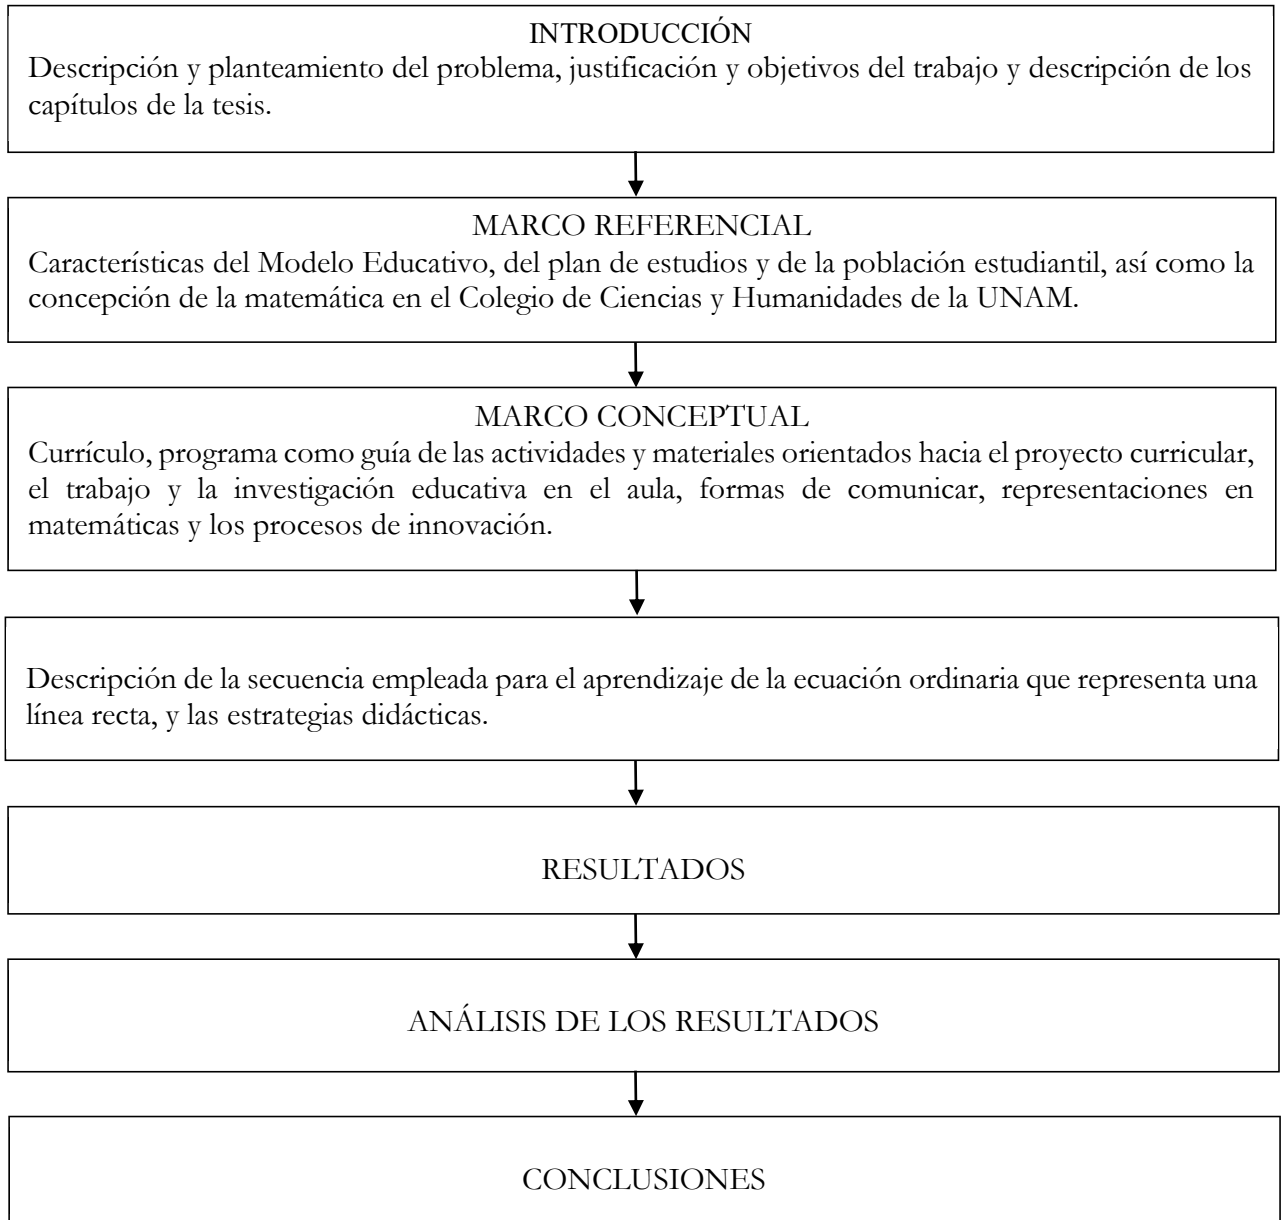 INTRODUCCIÓN
Descripción y planteamiento del problema, justificación y objetivos del trabajo y descripción de los
capítulos de la tesis.
MARCO REFERENCIAL
Características del Modelo Educativo, del plan de estudios y de la población estudiantil, así como la
concepción de la matemática en el Colegio de Ciencias y Humanidades de la UNAM.
MARCO CONCEPTUAL
Currículo, programa como guía de las actividades y materiales orientados hacia el proyecto curricular,
el trabajo y la investigación educativa en el aula, formas de comunicar, representaciones en
matemáticas y los procesos de innovación.
Descripción de la secuencia empleada para el aprendizaje de la ecuación ordinaria que representa una
línea recta, y las estrategias didácticas.
RESULTADOS
ANÁLISIS DE LOS RESULTADOS
CONCLUSIONES